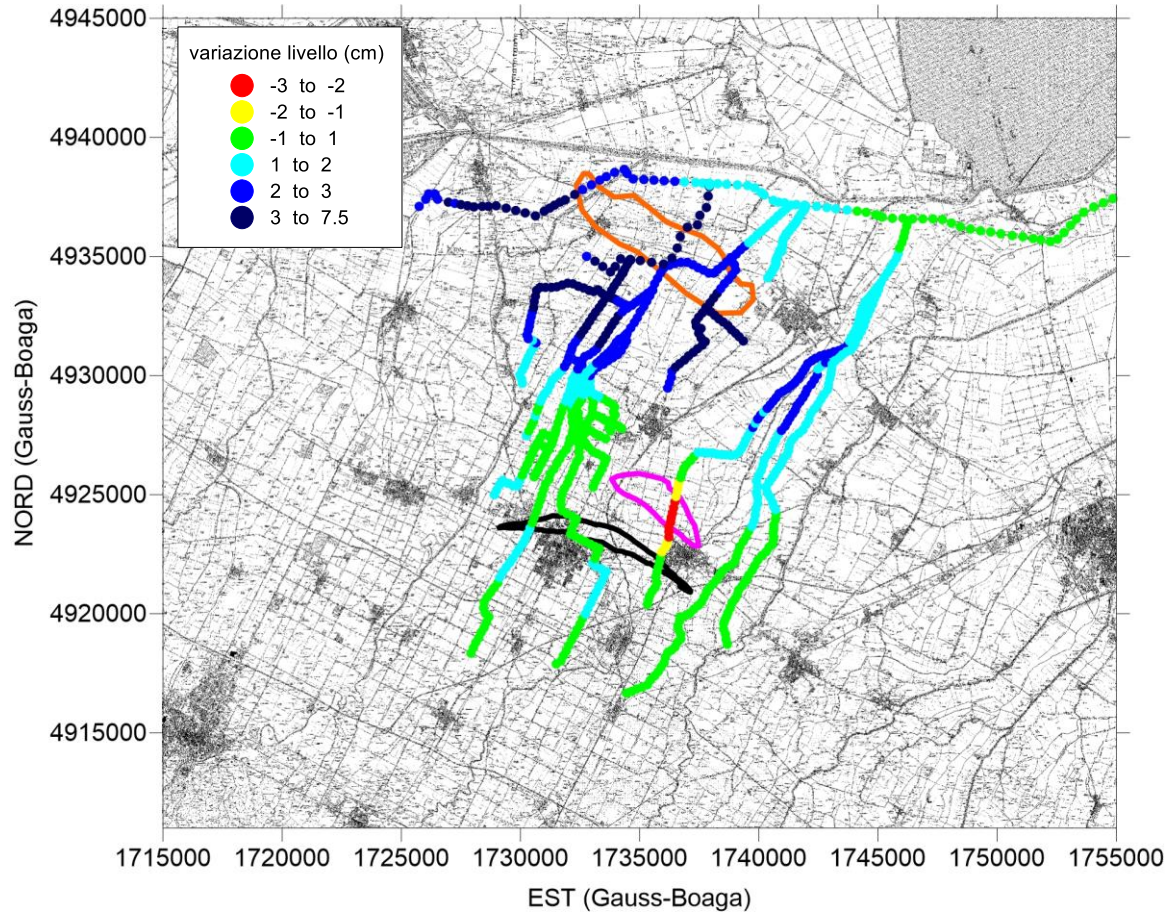 4945000
4940000
4935000
4930000
4925000
4920000
4915000
NORD (Gauss-Boaga)
variazione livello (cm)
-3 to -2
-2 to -1
-1 to 1
1 to 2
2 to 3
3 to 7.5
1715000 1720000 1725000 1730000 1735000 1740000 1745000 1750000 1755000
EST (Gauss-Boaga)